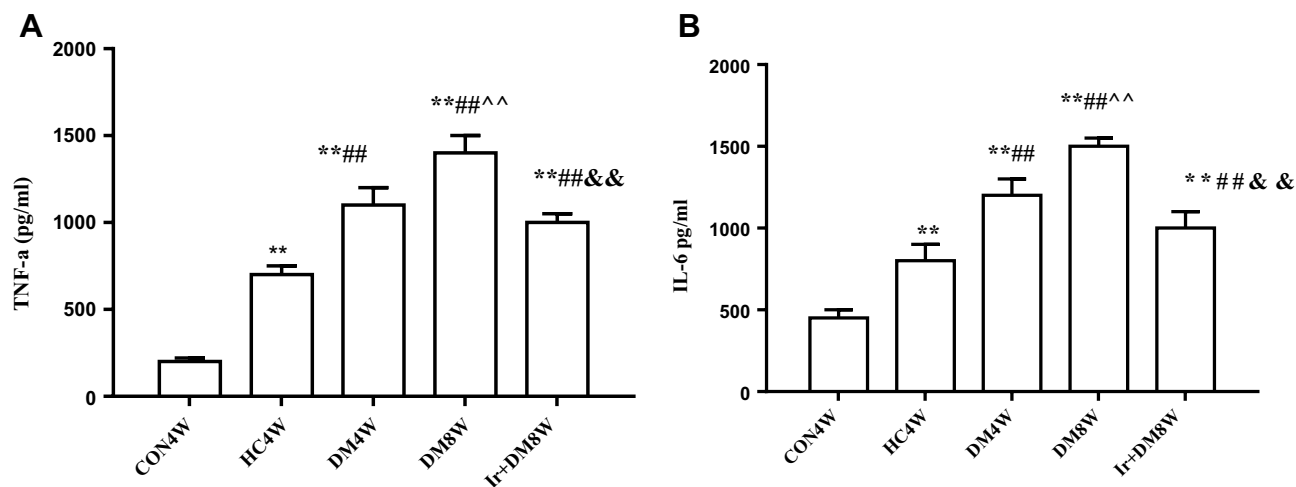 A
TNF-a (pg/ml)
2000
1500
1000
500
0
**
**##
**##^^
**##&&
CON4W
HC4W
DM4W
DM8W
Ir+DM8W
B
IL-6 pg/ml
2000
1500
1000
500
0
**
**##
**##^^
**##& &
CON4W
HC4W
DM4W
DM8W
Ir+DM8W